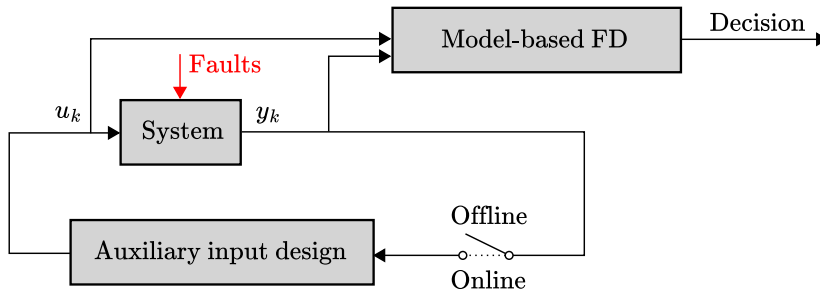 Decision
Model-based FD
Faults
u_k
y_k
System
Offline
Auxiliary input design
Online